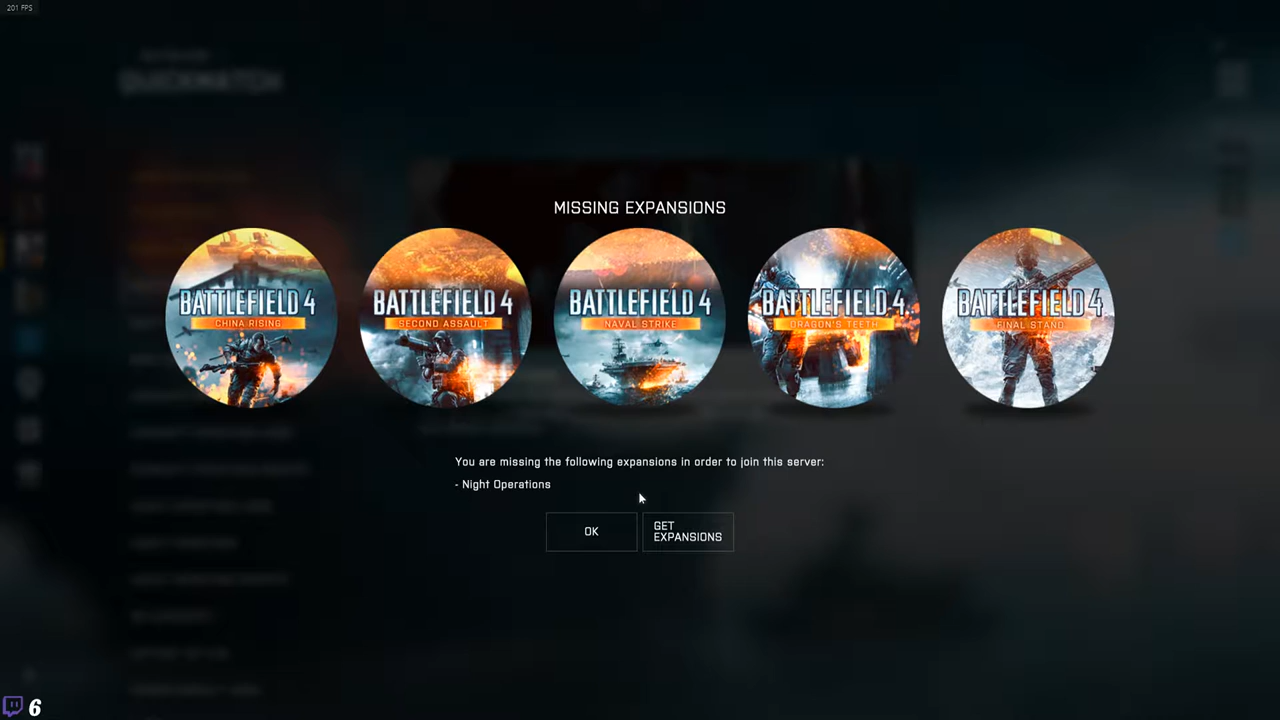 201 FPS
QUICKMATCH
MISSING EXPANSIONS
BATTLEFIELD 4
CHINA RISING
BATTLEFIELD 4
SECOND ASSAULT
BATTLEFIELD 4
NAVAL STRIKE
BATTLEFIELD 4
DRAGON'S TEETH
BATTLEFIELD 4
FINAL STAND
You are missing the following expansions in order to join this server:
- Night Operations
OK
GET
EXPANSIONS
6